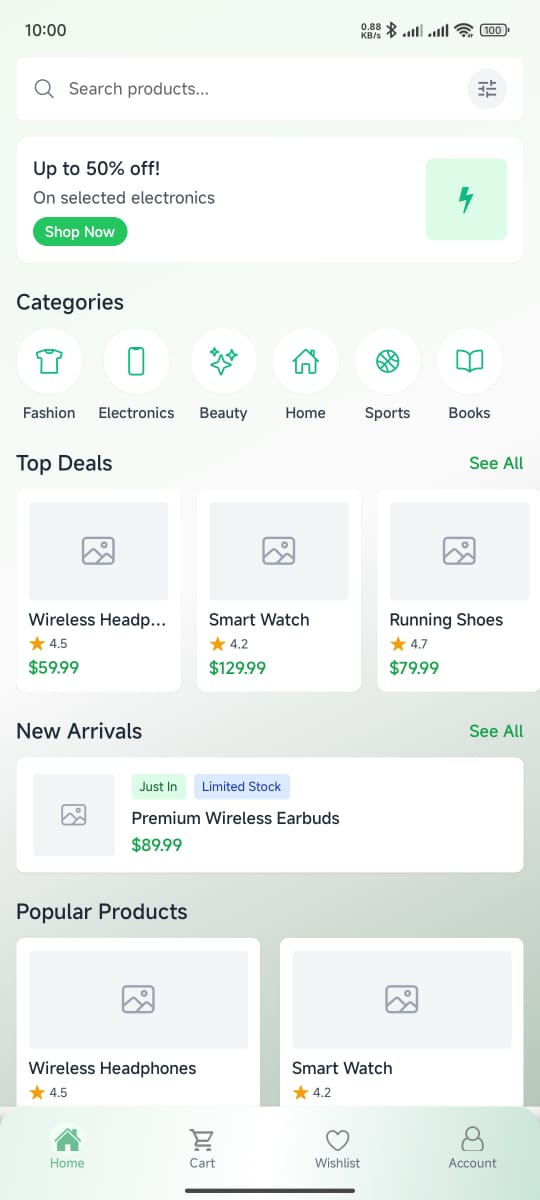 10:00
0.88
KB/s
100
Search products...
Up to 50% off!
On selected electronics
Shop Now
Categories
Fashion Electronics Beauty Home Sports Books
Top Deals See All
Wireless Headp... Smart Watch Running Shoes
4.5 4.2 4.7
$59.99 $129.99 $79.99
New Arrivals See All
Just In Limited Stock
Premium Wireless Earbuds
$89.99
Popular Products
Wireless Headphones Smart Watch
4.5 4.2
Home Cart Wishlist Account